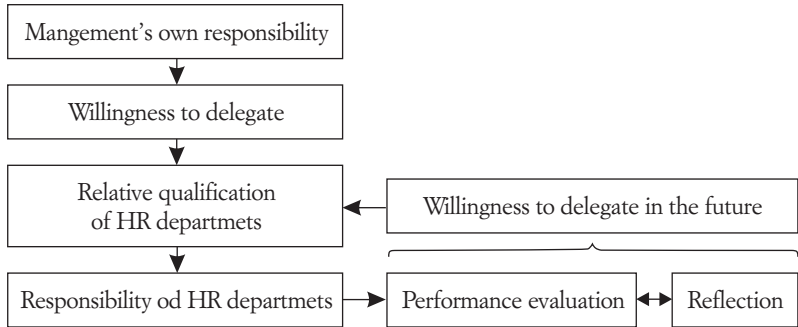 Mangement's own responsibility
Willingness to delegate
Relative qualification
of HR departmets
Willingness to delegate in the future
Responsibility od HR departmets
Performance evaluation
Reflection